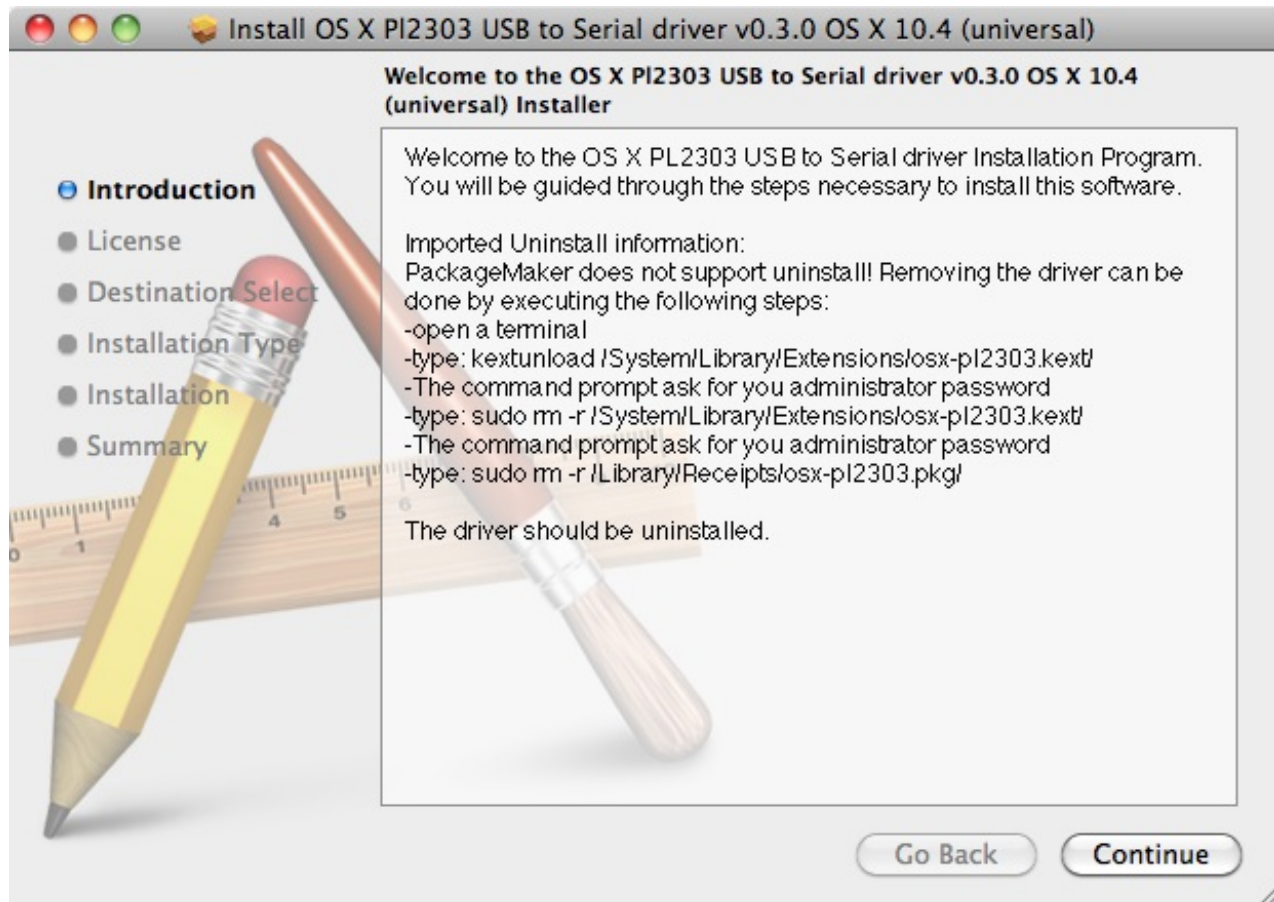 Install OS X Pl2303 USB to Serial driver v0.3.0 OS X 10.4 (universal)
Welcome to the OS X Pl2303 USB to Serial driver v0.3.0 OS X 10.4
(universal) Installer
Introduction
License
Destination Select
Installation Type
Installation
Summary
Welcome to the OS X PL2303 USB to Serial driver Installation Program.
You will be guided through the steps necessary to install this software.
Imported Uninstall information:
PackageMaker does not support uninstall! Removing the driver can be
done by executing the following steps:
-open a terminal
-type: kextunload /System/Library/Extensions/osx-pl2303.kext/
-The command prompt ask for you administrator password
-type: sudo rm -r /System/Library/Extensions/osx-pl2303.kext/
-The command prompt ask for you administrator password
-type: sudo rm -r /Library/Receipts/osx-pl2303.pkg/
The driver should be uninstalled.
0 1 4 5 6
Go Back
Continue